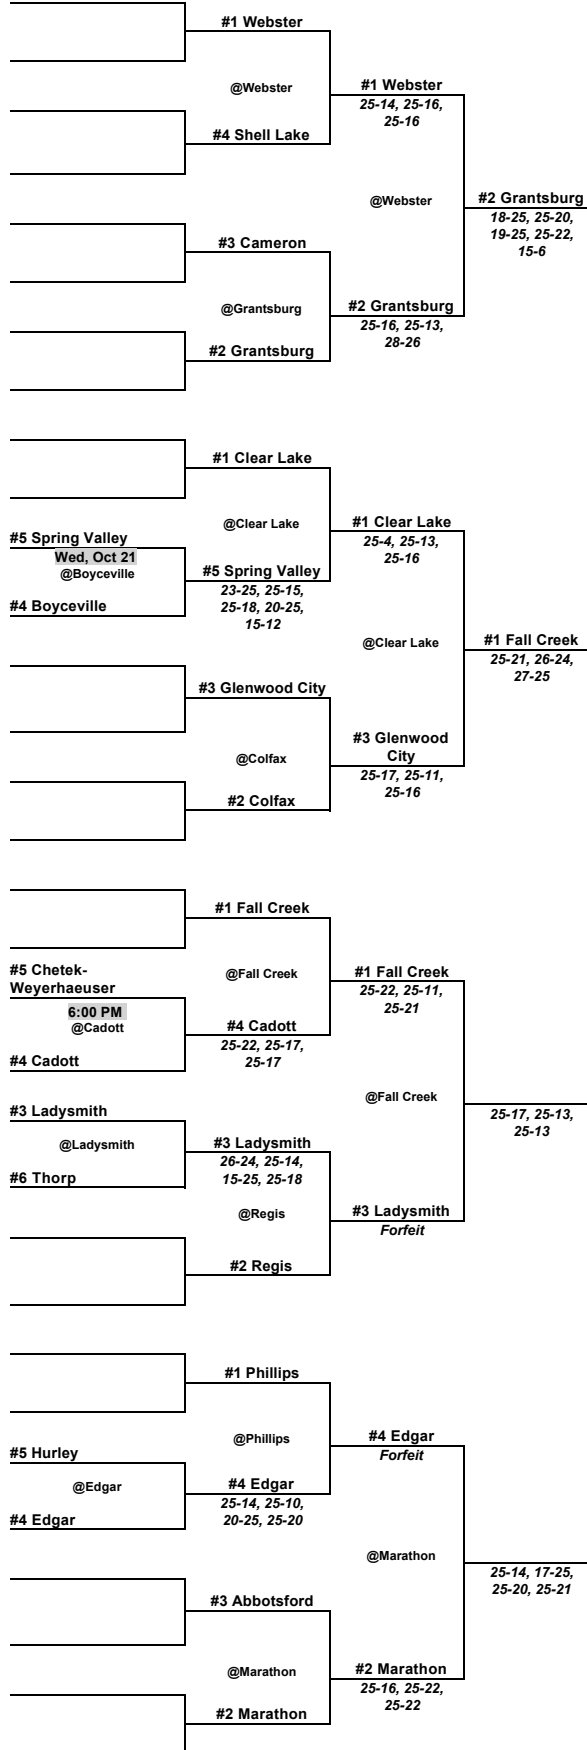 #1 Webster
@Webster
#1 Webster
25-14, 25-16,
25-16
#4 Shell Lake
@Webster
#2 Grantsburg
18-25, 25-20,
19-25, 25-22,
15-6
#3 Cameron
@Grantsburg
#2 Grantsburg
25-16, 25-13,
28-26
#2 Grantsburg
#1 Clear Lake
@Clear Lake
#1 Clear Lake
25-4, 25-13,
25-16
#5 Spring Valley
Wed, Oct 21
@Boyceville
#4 Boyceville
#5 Spring Valley
23-25, 25-15,
25-18, 20-25,
15-12
@Clear Lake
#1 Fall Creek
25-21, 26-24,
27-25
#3 Glenwood City
@Colfax
#3 Glenwood
City
25-17, 25-11,
25-16
#2 Colfax
#1 Fall Creek
@Fall Creek
#1 Fall Creek
25-22, 25-11,
25-21
#5 Chetek-
Weyerhaeuser
6:00 PM
@Cadott
#4 Cadott
#4 Cadott
25-22, 25-17,
25-17
@Fall Creek
25-17, 25-13,
25-13
#3 Ladysmith
@Ladysmith
#6 Thorp
#3 Ladysmith
26-24, 25-14,
15-25, 25-18
@Regis
#3 Ladysmith
Forfeit
#2 Regis
#1 Phillips
@Phillips
#4 Edgar
Forfeit
#5 Hurley
@Edgar
#4 Edgar
#4 Edgar
25-14, 25-10,
20-25, 25-20
@Marathon
25-14, 17-25,
25-20, 25-21
#3 Abbotsford
@Marathon
#2 Marathon
25-16, 25-22,
25-22
#2 Marathon